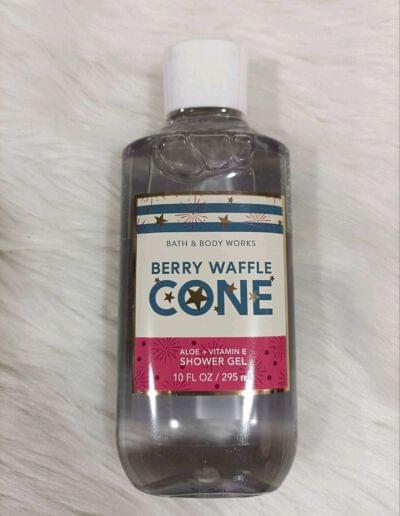 BATH & BODY WORKS
BERRY WAFFLE
CONE
ALOE + VITAMIN E
SHOWER GEL
10 FL OZ / 295 m